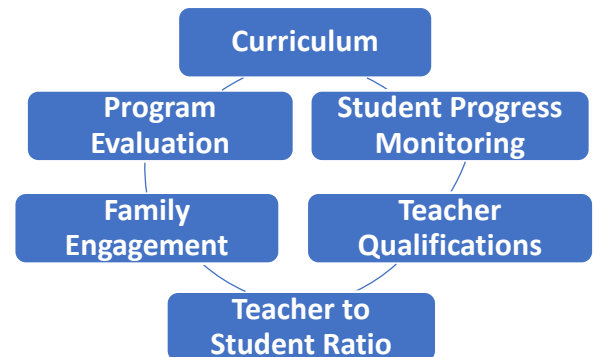 Curriculum
Program
Evaluation
Student Progress
Monitoring
Family
Engagement
Teacher
Qualifications
Teacher to
Student Ratio